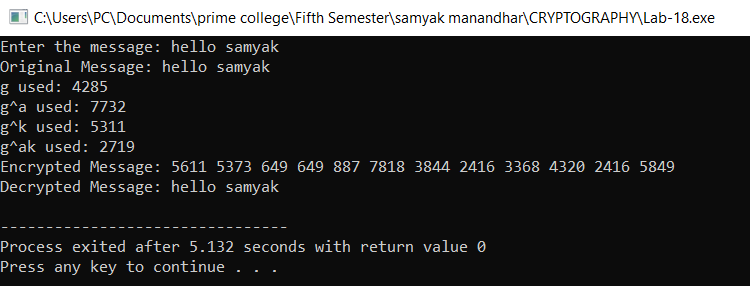 C:\Users\PC\Documents\prime college\Fifth Semester\samyak manandhar\CRYPTOGRAPHY\Lab-18.exe
Enter the message: hello samyak
Original Message: hello samyak
g used: 4285
g^a used: 7732
g^k used: 5311
g^ak used: 2719
Encrypted Message: 5611 5373 649 649 887 7818 3844 2416 3368 4320 2416 5849
Decrypted Message: hello samyak
--------------------------------
Process exited after 5.132 seconds with return value 0
Press any key to continue . . .